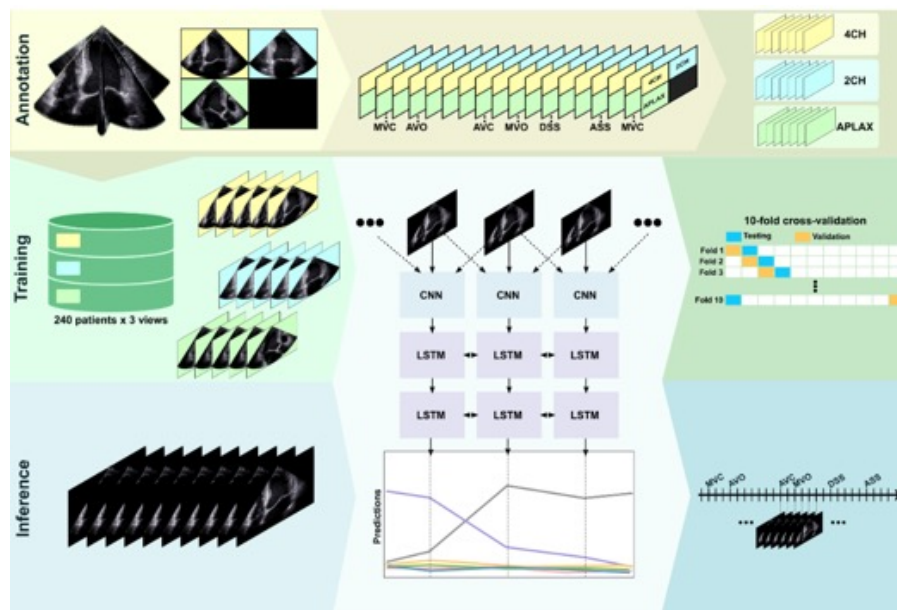 Annotation
2CH
4CH
APLAX
MVC AVO AVC MVO DSS ASS MVC
4CH
2CH
APLAX
Training
240 patients x 3 views
CNN CNN CNN
LSTM LSTM LSTM
LSTM LSTM LSTM
10-fold cross-validation
Testing Validation
Fold 1
Fold 2
Fold 3
Fold 10
Inference
Predictions
MVC AVO AVC MVO DSS ASS